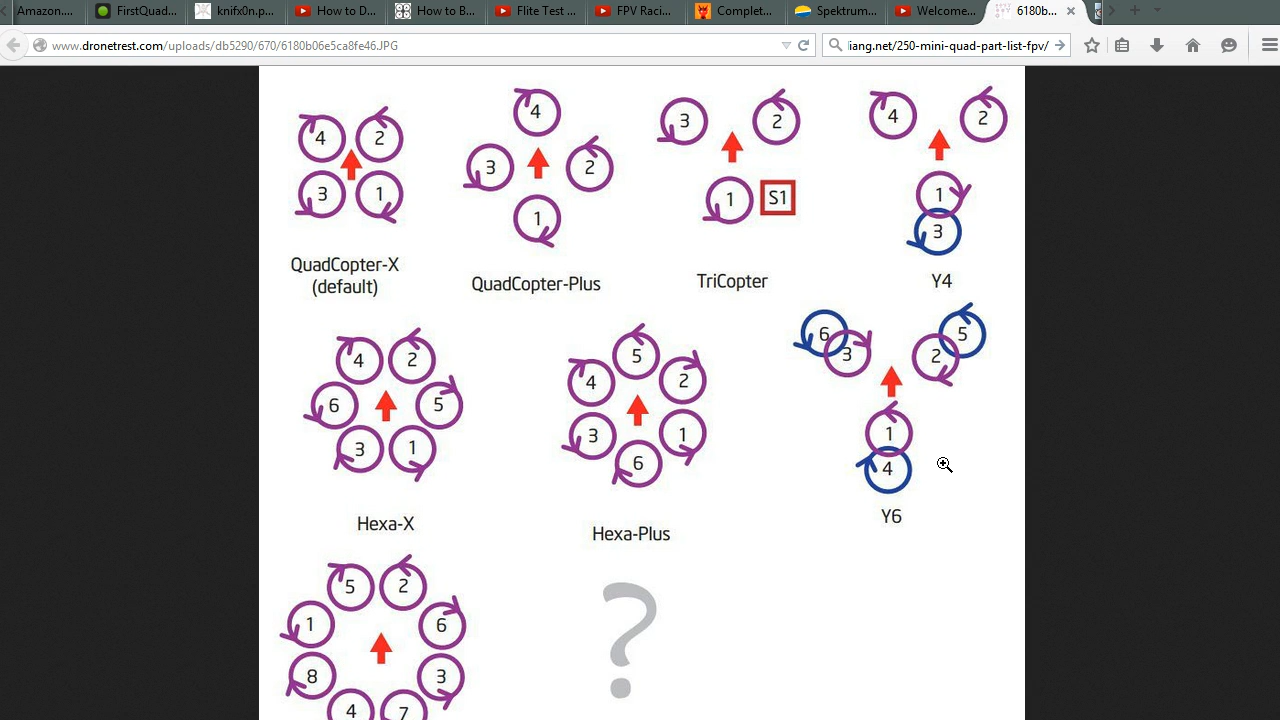 Amazon...
FirstQuad...
knifx0n.p...
How to D...
How to B...
Flite Test ...
FPV Raci...
Complet...
Spektrum...
Welcome...
6180b...
www.dronetrest.com/uploads/db5290/670/6180b06e5ca8fe46.JPG
iang.net/250-mini-quad-part-list-fpv/
4 2
3 1
QuadCopter-X
(default)
4
3 2
1
QuadCopter-Plus
3 2
1 S1
TriCopter
4 2
1
3
Y4
4 2
6 5
3 1
Hexa-X
5
4 2
3 1
6
Hexa-Plus
6 5
3 2
1
4
Y6
5 2
1 6
8 3
4 7
?